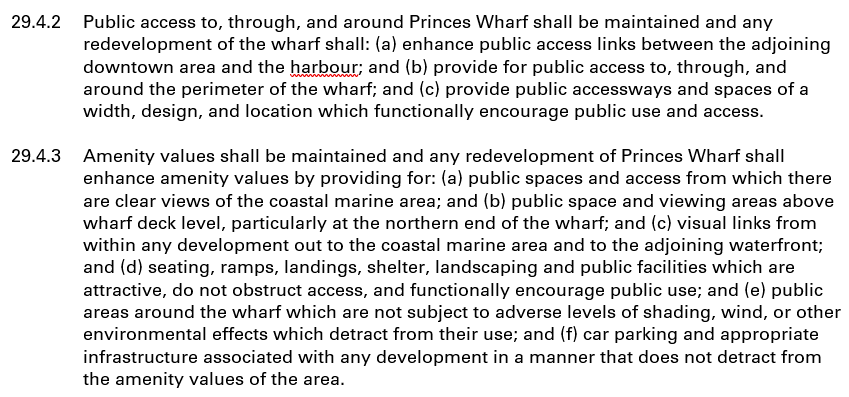 29.4.2 Public access to, through, and around Princes Wharf shall be maintained and any
redevelopment of the wharf shall: (a) enhance public access links between the adjoining
downtown area and the harbour; and (b) provide for public access to, through, and
around the perimeter of the wharf; and (c) provide public accessways and spaces of a
width, design, and location which functionally encourage public use and access.
29.4.3 Amenity values shall be maintained and any redevelopment of Princes Wharf shall
enhance amenity values by providing for: (a) public spaces and access from which there
are clear views of the coastal marine area; and (b) public space and viewing areas above
wharf deck level, particularly at the northern end of the wharf; and (c) visual links from
within any development out to the coastal marine area and to the adjoining waterfront;
and (d) seating, ramps, landings, shelter, landscaping and public facilities which are
attractive, do not obstruct access, and functionally encourage public use; and (e) public
areas around the wharf which are not subject to adverse levels of shading, wind, or other
environmental effects which detract from their use; and (f) car parking and appropriate
infrastructure associated with any development in a manner that does not detract from
the amenity values of the area.